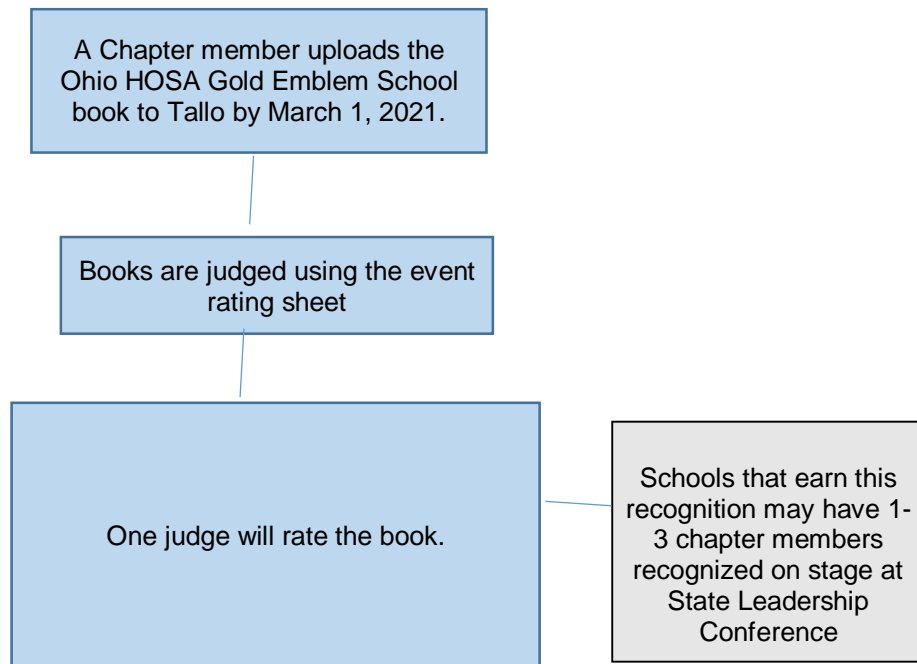 A Chapter member uploads the
Ohio HOSA Gold Emblem School
book to Tallo by March 1, 2021.
Books are judged using the event
rating sheet
One judge will rate the book.
Schools that earn this
recognition may have 1-
3 chapter members
recognized on stage at
State Leadership
Conference